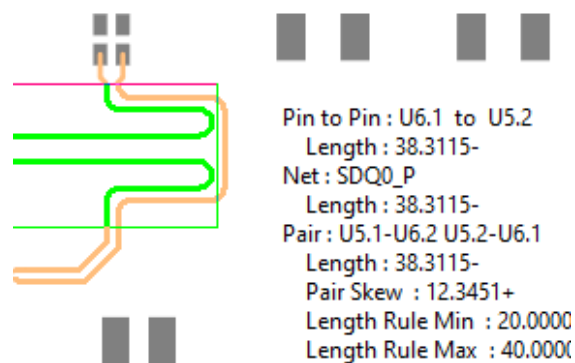 Pin to Pin : U6.1 to U5.2
Length : 38.3115-
Net : SDQ0_P
Length : 38.3115-
Pair : U5.1-U6.2 U5.2-U6.1
Length : 38.3115-
Pair Skew : 12.3451+
Length Rule Min : 20.0000
Length Rule Max : 40.0000